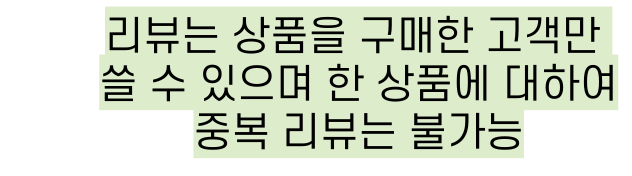 리뷰는 상품을 구매한 고객만
쓸 수 있으며 한 상품에 대하여
중복 리뷰는 불가능